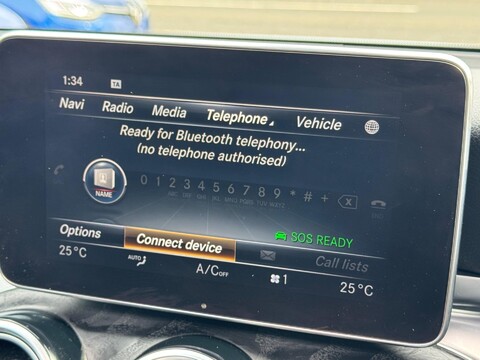 1:34 TA
Navi Radio Media Telephone Vehicle
Ready for Bluetooth telephony...
(no telephone authorised)
NAME
0 1 2 3 4 5 6 7 8 9 * # +
Options Connect device SOS READY Call lists
25°C AUTO A/C OFF 1 25°C